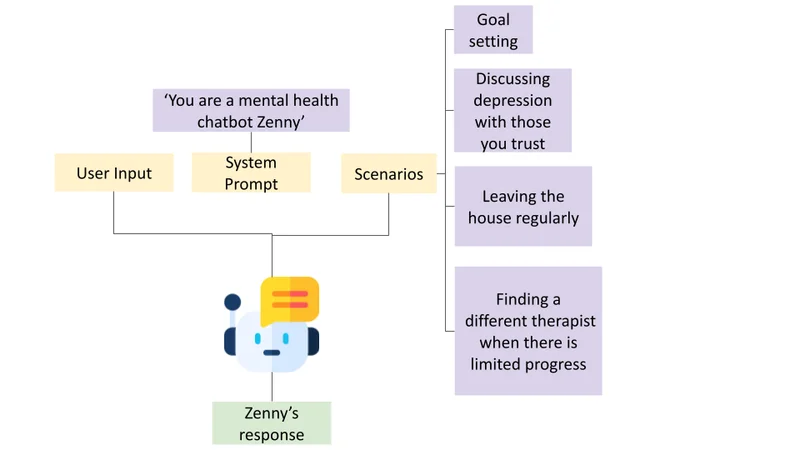 Goal
setting
Discussing
depression
with those
you trust
‘You are a mental health
chatbot Zenny’
User Input
System
Prompt
Scenarios
Leaving the
house regularly
Finding a
different therapist
when there is
limited progress
Zenny’s
response